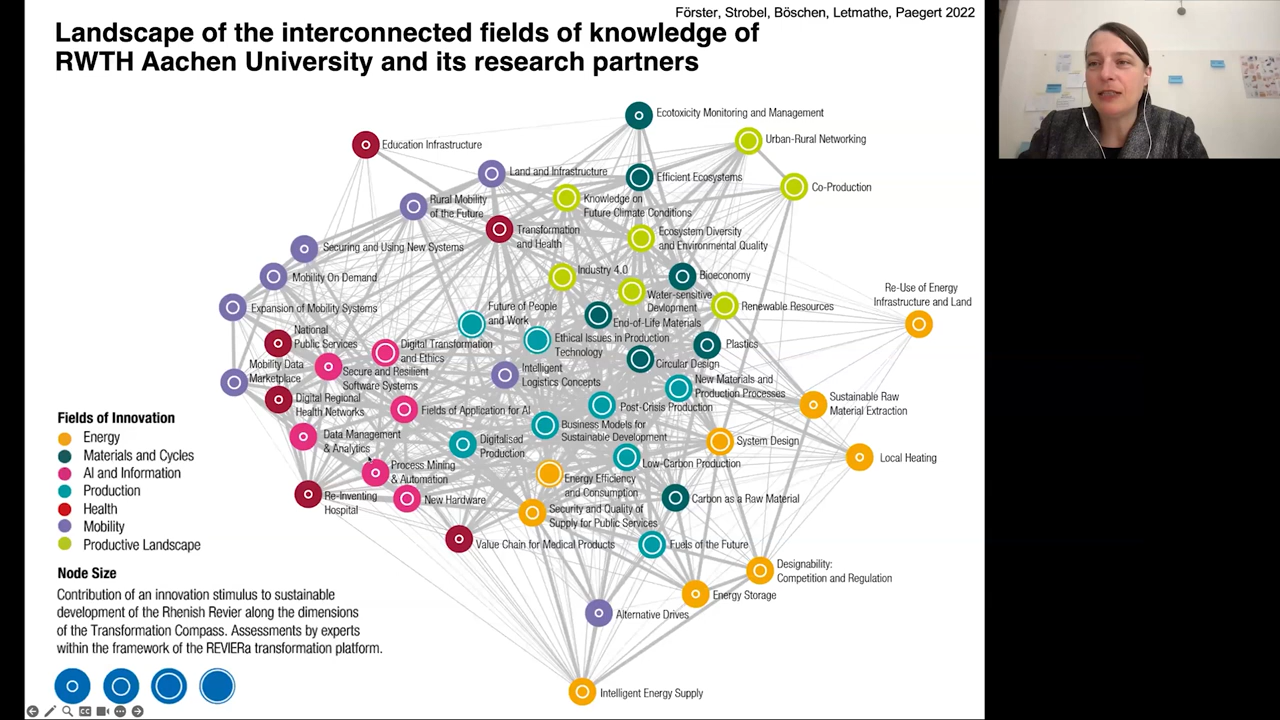 Förster, Strobel, Böschen, Letmathe, Paegert 2022
Landscape of the interconnected fields of knowledge of
RWTH Aachen University and its research partners
Ecotoxicity Monitoring and Management
Education Infrastructure
Urban-Rural Networking
Land and Infrastructure
Efficient Ecosystems
Co-Production
Rural Mobility
of the Future
Knowledge on
Future Climate Conditions
Transformation
and Health
Ecosystem Diversity
and Environmental Quality
Securing and Using New Systems
Industry 4.0
Bioeconomy
Mobility On Demand
Re-Use of Energy
Infrastructure and Land
Water-sensitive
Devlopment
Expansion of Mobility Systems
Future of People
and Work
Renewable Resources
End-of-Life Materials
National
Public Services
Ethical Issues in Production
Technology
Digital Transformation
and Ethics
Plastics
Mobility Data
Marketplace
Secure and Resilient
Software Systems
Circular Design
Intelligent
Logistics Concepts
New Materials and
Production Processes
Digital Regional
Health Networks
Sustainable Raw
Material Extraction
Fields of Application for AI
Post-Crisis Production
Business Models for
Sustainable Development
Data Management
& Analytics
Digitalised
Production
System Design
Local Heating
Low-Carbon Production
Process Mining
& Automation
Energy Efficiency
and Consumption
Re-Inventing
Hospital
New Hardware
Carbon as a Raw Material
Security and Quality of
Supply for Public Services
Value Chain for Medical Products
Fuels of the Future
Designability:
Competition and Regulation
Energy Storage
Alternative Drives
Intelligent Energy Supply
Fields of Innovation
Energy
Materials and Cycles
AI and Information
Production
Health
Mobility
Productive Landscape
Node Size
Contribution of an innovation stimulus to sustainable
development of the Rhenish Revier along the dimensions
of the Transformation Compass. Assessments by experts
within the framework of the REVIERa transformation platform.